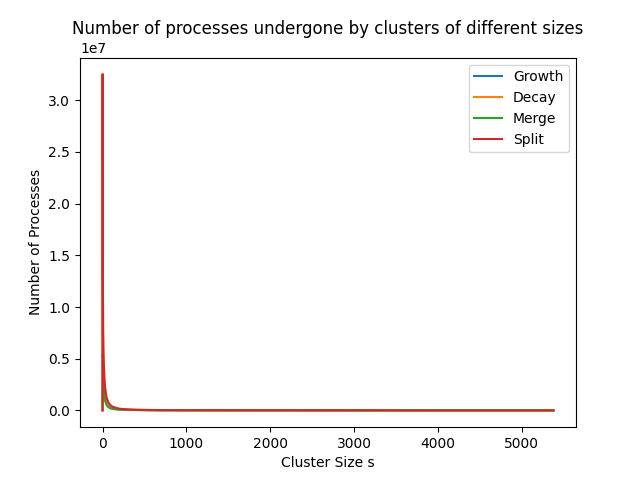 Number of processes undergone by clusters of different sizes
1e7
Growth
Decay
Merge
Split
3.0
2.5
2.0
1.5
1.0
0.5
0.0
Number of Processes
0 1000 2000 3000 4000 5000
Cluster Size s